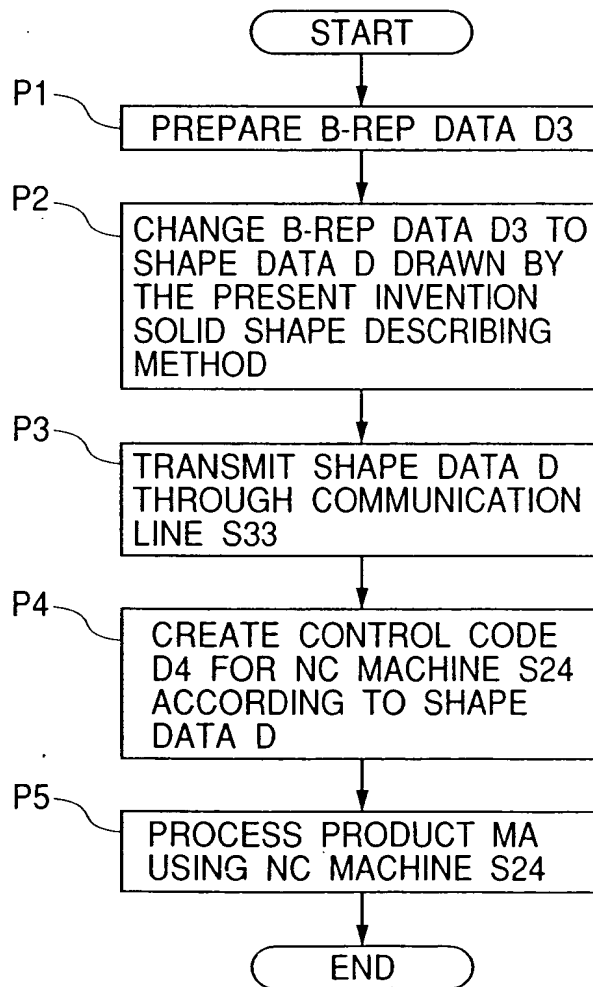 START
P1
PREPARE B-REP DATA D3
P2
CHANGE B-REP DATA D3 TO
SHAPE DATA D DRAWN BY
THE PRESENT INVENTION
SOLID SHAPE DESCRIBING
METHOD
P3
TRANSMIT SHAPE DATA D
THROUGH COMMUNICATION
LINE S33
P4
CREATE CONTROL CODE
D4 FOR NC MACHINE S24
ACCORDING TO SHAPE
DATA D
P5
PROCESS PRODUCT MA
USING NC MACHINE S24
END